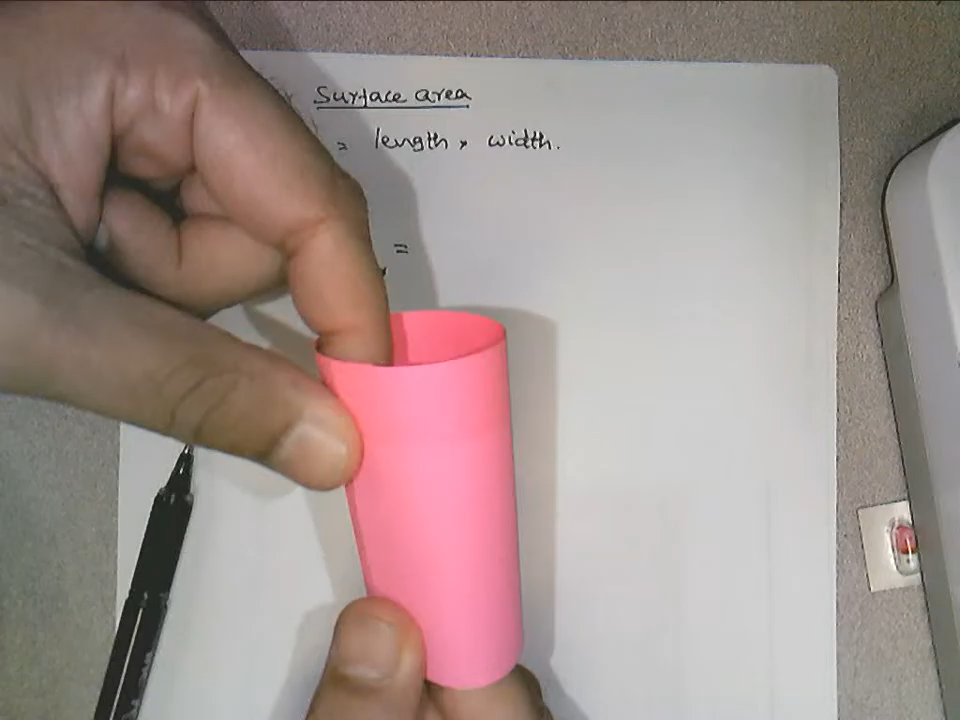 Surface area
= length × width.
=